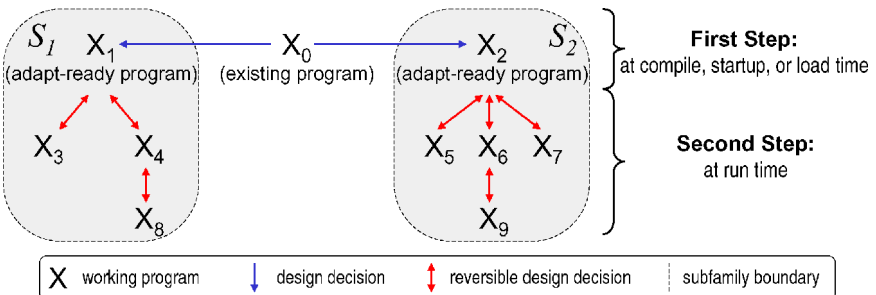 S1 X1 X0 X2 S2
(adapt-ready program) (existing program) (adapt-ready program)
First Step:
at compile, startup, or load time
X3 X4 X5 X6 X7
Second Step:
at run time
X8 X9
X working program design decision reversible design decision subfamily boundary